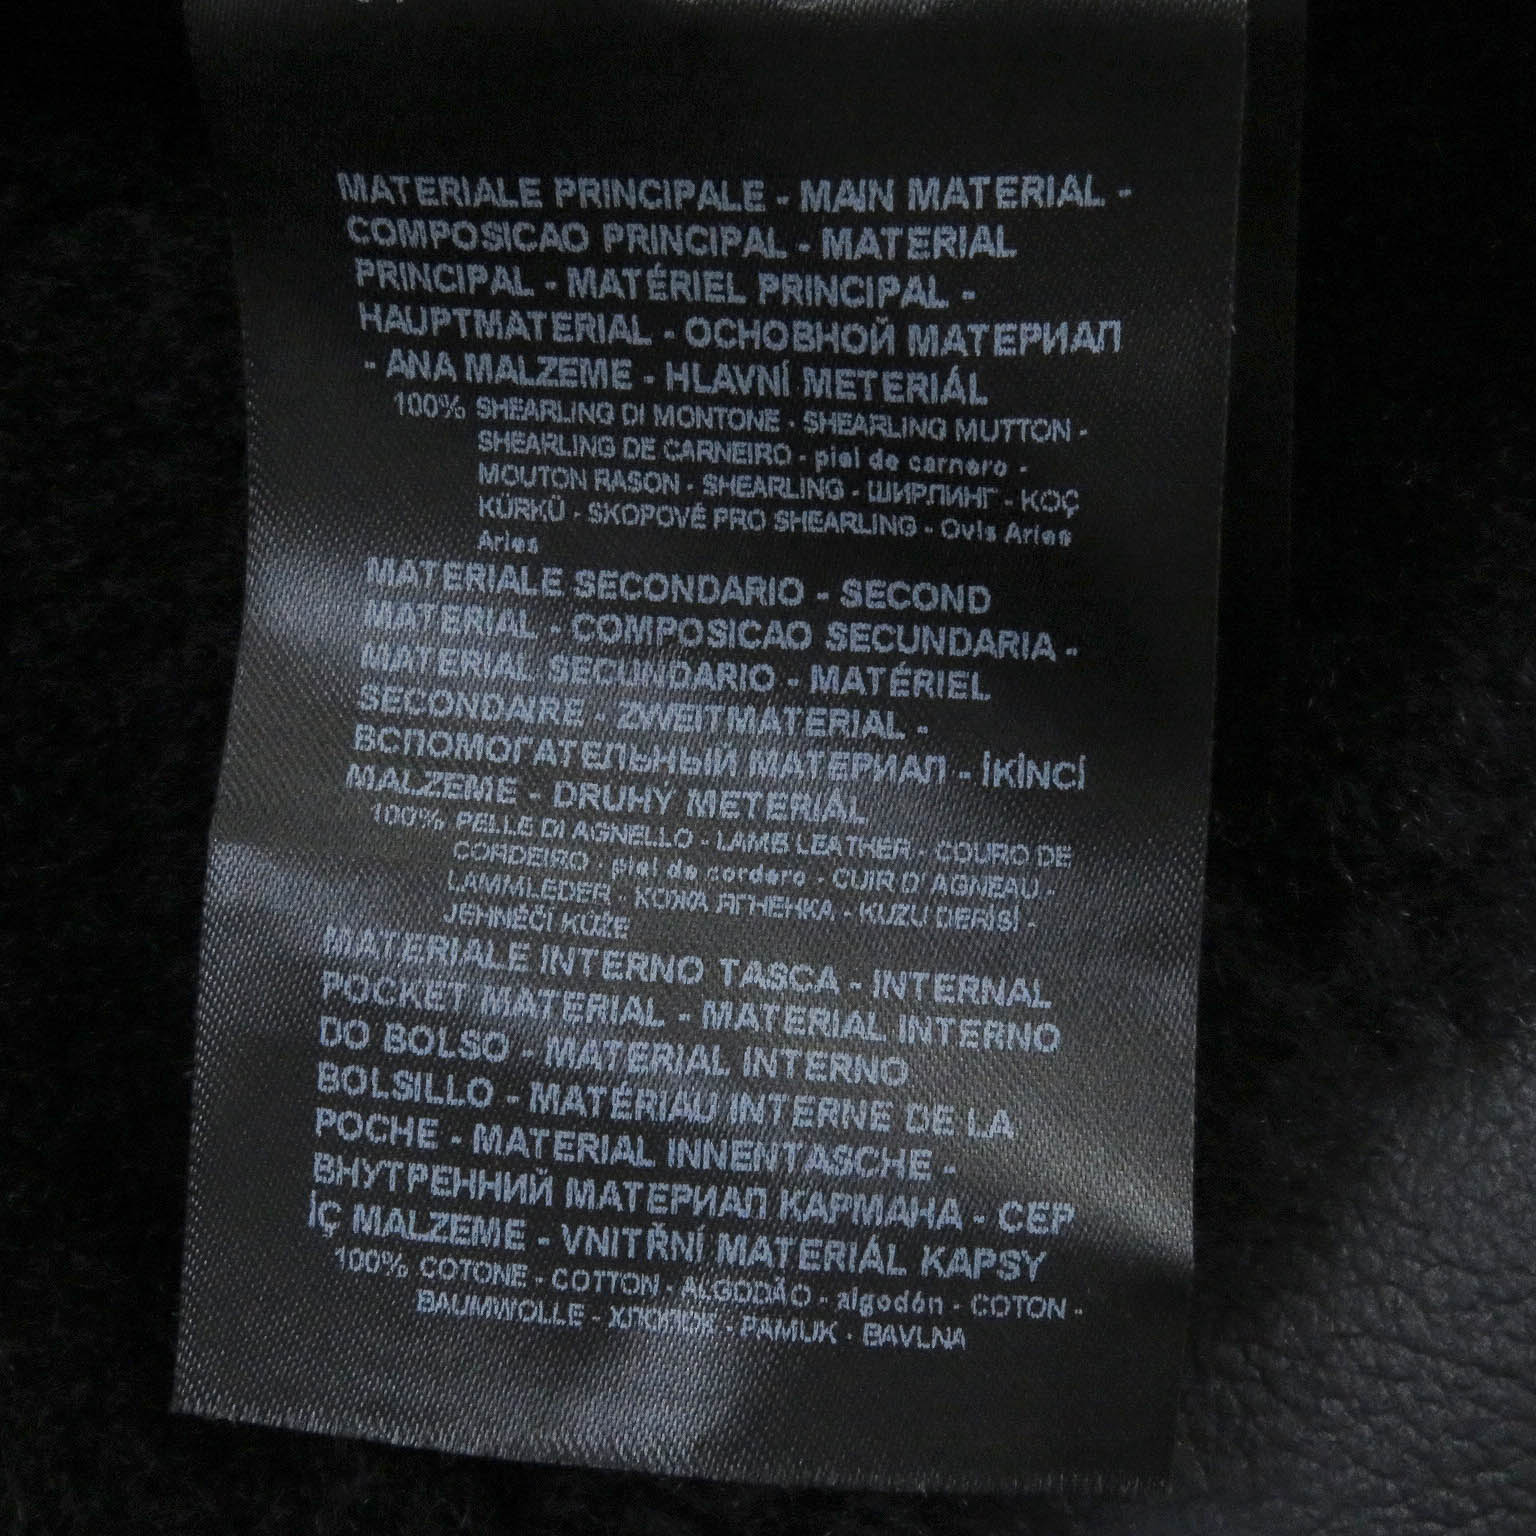 MATERIALE PRINCIPALE - MAIN MATERIAL -
COMPOSICAO PRINCIPAL - MATERIAL
PRINCIPAL - MATÉRIEL PRINCIPAL -
HAUPTMATERIAL - ОСНОВНОЙ МАТЕРИАЛ
- ANA MALZEME - HLAVNÍ METERIÁL
100% SHEARLING DI MONTONE - SHEARLING MUTTON -
SHEARLING DE CARNEIRO - piel de carnero -
MOUTON RASON - SHEARLING - ШИРЛИНГ - KOÇ
KÜRKÜ - SKOPOVÉ PRO SHEARLING - Ovis Aries
Aries
MATERIALE SECONDARIO - SECOND
MATERIAL - COMPOSICAO SECUNDARIA -
MATERIAL SECUNDARIO - MATÉRIEL
SECONDAIRE - ZWEITMATERIAL -
ВСПОМОГАТЕЛЬНЫЙ МАТЕРИАЛ - İKİNCİ
MALZEME - DRUHÝ METERIÁL
100% PELLE DI AGNELLO - LAMB LEATHER - COURO DE
CORDEIRO - piel de cordero - CUIR D'AGNEAU -
LAMMLEDER - КОЖА ЯГНЕНКА - KUZU DERİSİ -
JEHNĚČÍ KŮŽE
MATERIALE INTERNO TASCA - INTERNAL
POCKET MATERIAL - MATERIAL INTERNO
DO BOLSO - MATERIAL INTERNO
BOLSILLO - MATÉRIAU INTERNE DE LA
POCHE - MATERIAL INNENTASCHE -
ВНУТРЕННИЙ МАТЕРИАЛ КАРМАНА - CEP
İÇ MALZEME - VNITŘNÍ MATERIÁL KAPSY
100% COTONE - COTTON - ALGODÃO - algodón - COTON -
BAUMWOLLE - ХЛОПОК - PAMUK - BAVLNA